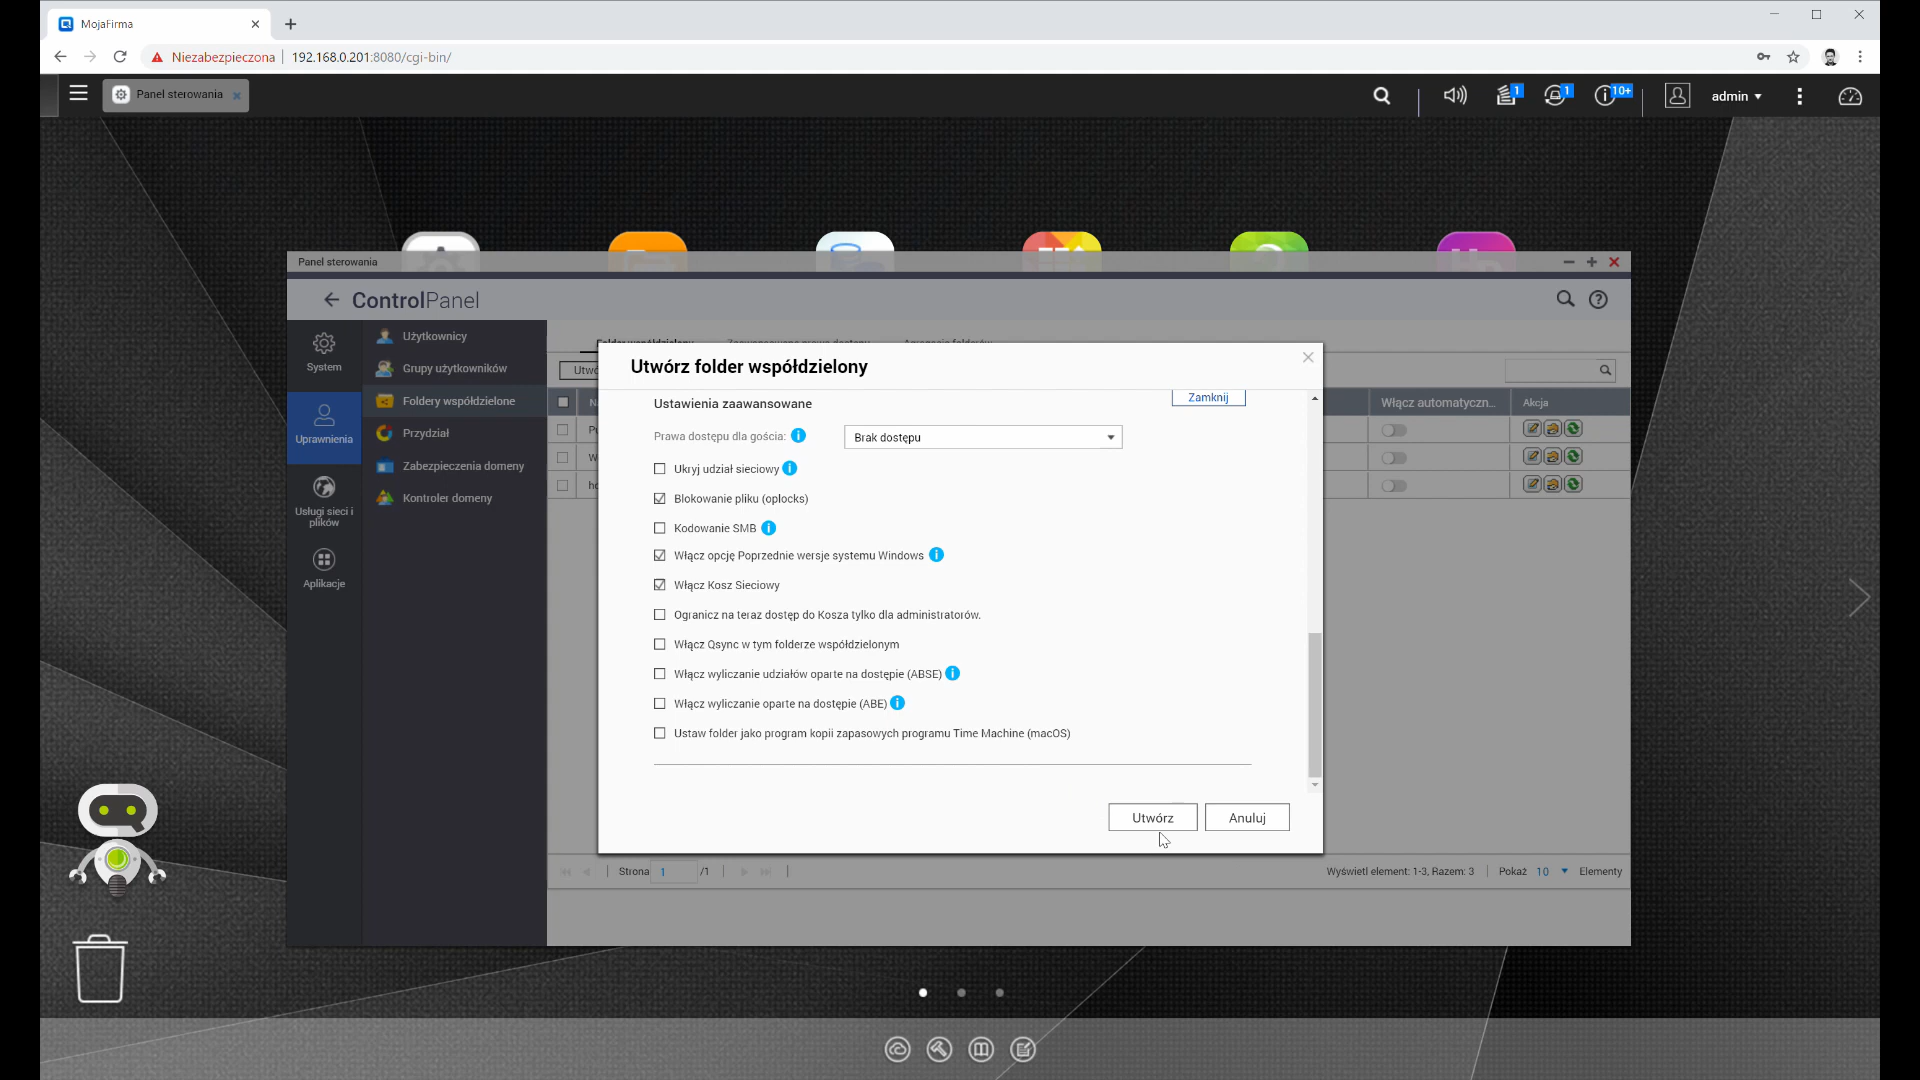 MojaFirma
Niezabezpieczona
192.168.0.201:8080/cgi-bin/
Panel sterowania
1
1
10+
admin
Panel sterowania
ControlPanel
System
Uprawnienia
Usługi sieci i
plików
Aplikacje
Użytkownicy
Grupy użytkowników
Foldery współdzielone
Przydział
Zabezpieczenia domeny
Kontroler domeny
Włącz automatyczn...
Akcja
Utwórz folder współdzielony
Ustawienia zaawansowane
Zamknij
Prawa dostępu dla gościa:
Brak dostępu
Ukryj udział sieciowy
Blokowanie pliku (oplocks)
Kodowanie SMB
Włącz opcję Poprzednie wersje systemu Windows
Włącz Kosz Sieciowy
Ogranicz na teraz dostęp do Kosza tylko dla administratorów.
Włącz Qsync w tym folderze współdzielonym
Włącz wyliczanie udziałów oparte na dostępie (ABSE)
Włącz wyliczanie oparte na dostępie (ABE)
Ustaw folder jako program kopii zapasowych programu Time Machine (macOS)
Utwórz
Anuluj
Strona 1 /1
Wyświetl element: 1-3, Razem: 3
Pokaż 10 Elementy